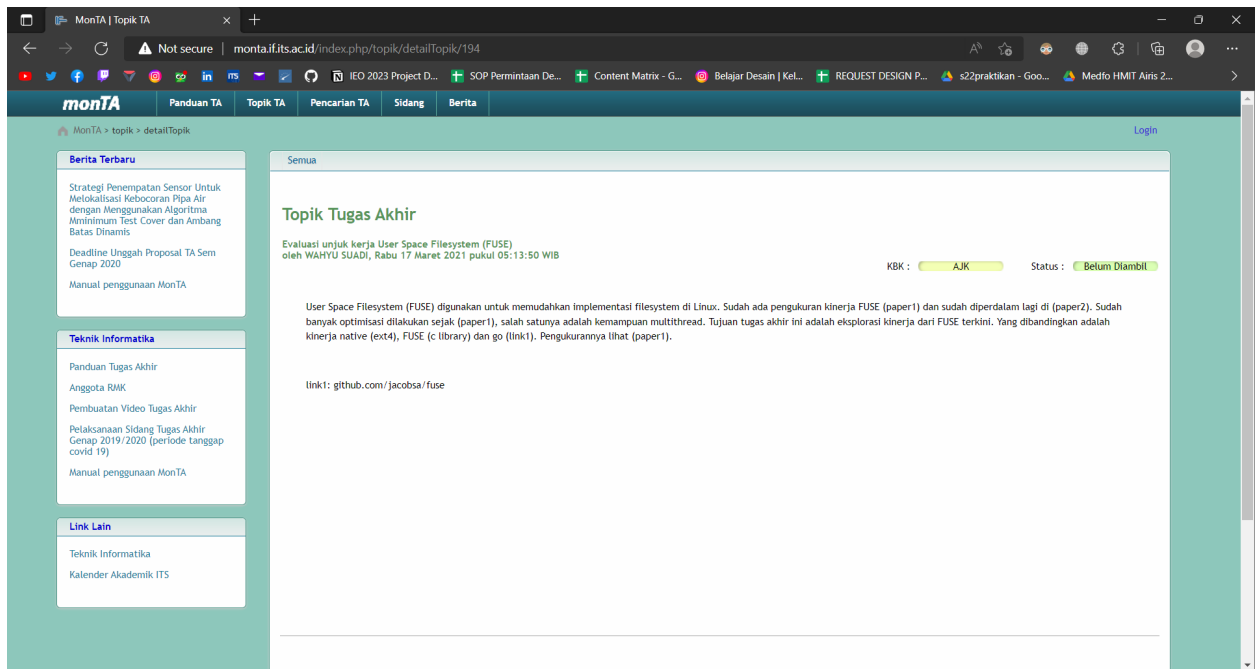 MonTA | Topik TA
Not secure | monta.if.its.ac.id/index.php/topik/detailTopik/194
IEO 2023 Project D...
SOP Permintaan De...
Content Matrix - G...
Belajar Desain | Kel...
REQUEST DESIGN P...
s22praktikan - Goo...
Medfo HMIT Airis 2...
monTA
Panduan TA
Topik TA
Pencarian TA
Sidang
Berita
MonTA > topik > detailTopik
Login
Berita Terbaru
Strategi Penempatan Sensor Untuk
Melokalisasi Kebocoran Pipa Air
dengan Menggunakan Algoritma
Mminimum Test Cover dan Ambang
Batas Dinamis
Deadline Unggah Proposal TA Sem
Genap 2020
Manual penggunaan MonTA
Teknik Informatika
Panduan Tugas Akhir
Anggota RMK
Pembuatan Video Tugas Akhir
Pelaksanaan Sidang Tugas Akhir
Genap 2019/2020 (periode tanggap
covid 19)
Manual penggunaan MonTA
Link Lain
Teknik Informatika
Kalender Akademik ITS
Semua
Topik Tugas Akhir
Evaluasi unjuk kerja User Space Filesystem (FUSE)
oleh WAHYU SUADI, Rabu 17 Maret 2021 pukul 05:13:50 WIB
KBK : AJK Status : Belum Diambil
User Space Filesystem (FUSE) digunakan untuk memudahkan implementasi filesystem di Linux. Sudah ada pengukuran kinerja FUSE (paper1) dan sudah diperdalam lagi di (paper2). Sudah
banyak optimisasi dilakukan sejak (paper1), salah satunya adalah kemampuan multithread. Tujuan tugas akhir ini adalah eksplorasi kinerja dari FUSE terkini. Yang dibandingkan adalah
kinerja native (ext4), FUSE (c library) dan go (link1). Pengukurannya lihat (paper1).
link1: github.com/jacobsa/fuse